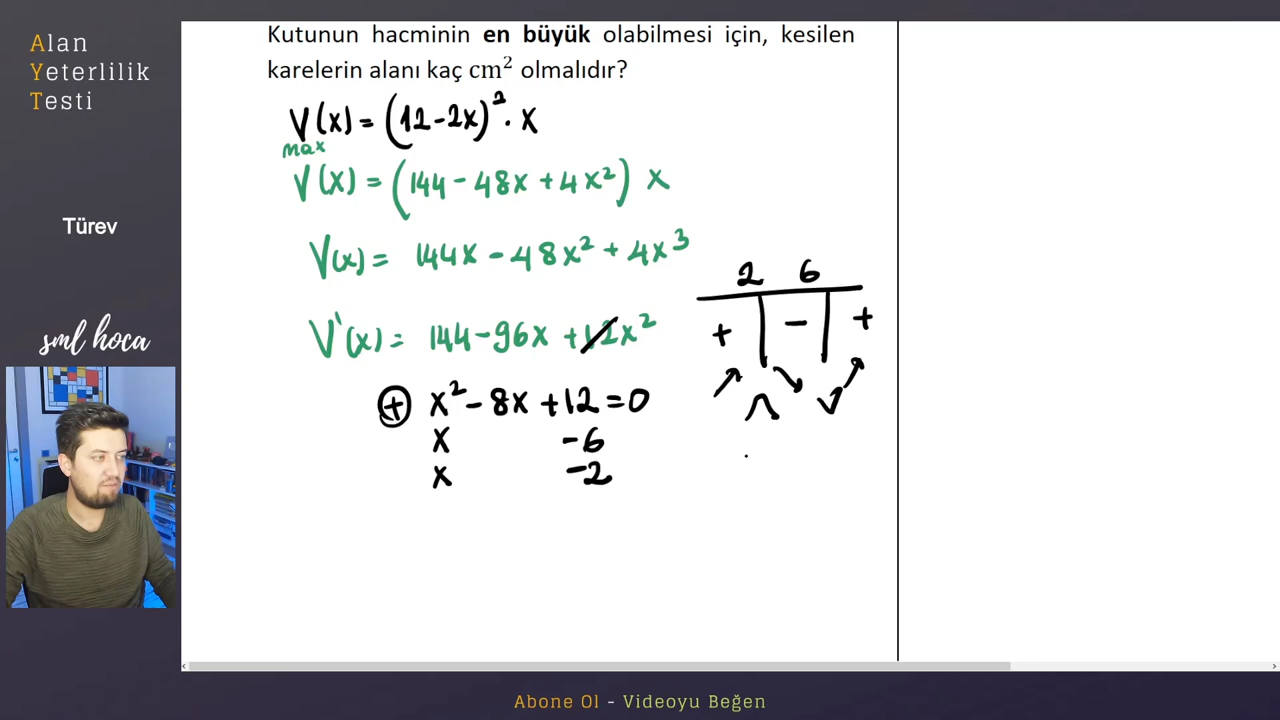 Alan
Yeterlilik
Testi
Türev
sml hoca
Kutunun hacminin en büyük olabilmesi için, kesilen
karelerin alanı kaç cm² olmalıdır?
V(x) = (12-2x)² . x
max
V(x) = (144 - 48x + 4x²) x
V(x) = 144x - 48x² + 4x³
V'(x) = 144 - 96x + 12x²
2 6
+ - +
+ x² - 8x + 12 = 0
x -6
x -2
Abone Ol - Videoyu Beğen